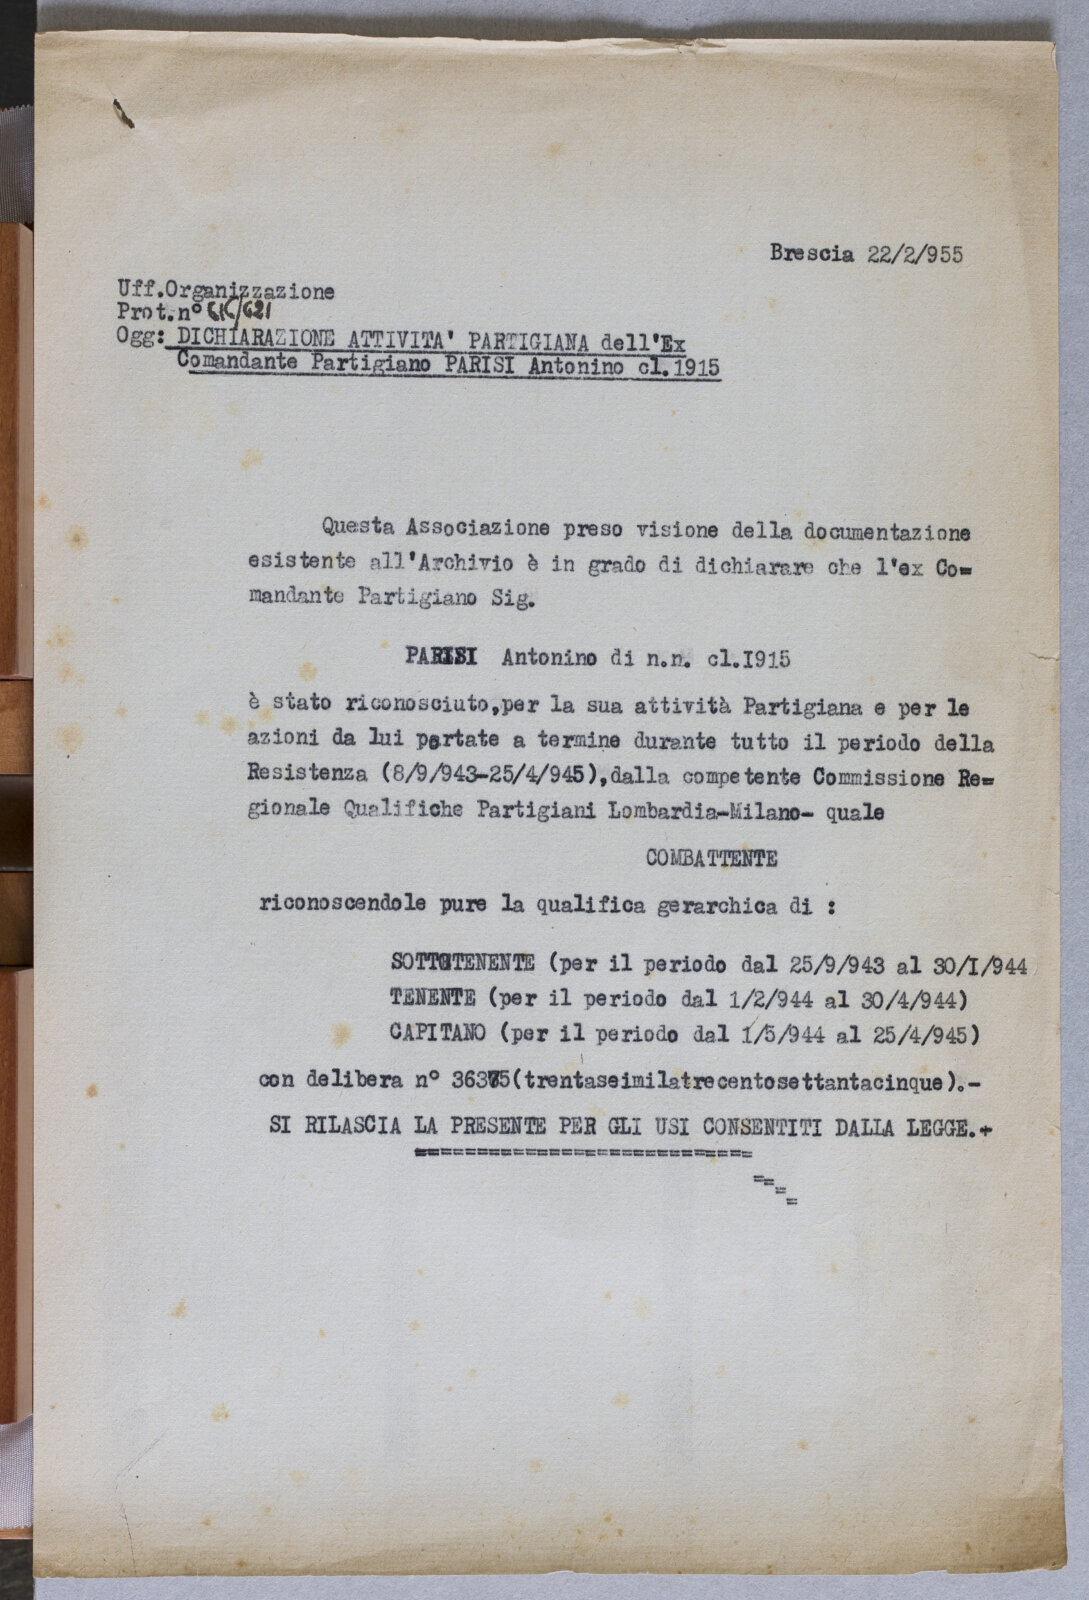 Brescia 22/2/955
Uff.Organizzazione
Prot.n° /621
Ogg: DICHIARAZIONE ATTIVITA' PARTIGIANA dell'Ex
Comandante Partigiano PARISI Antonino cl.1915
Questa Associazione preso visione della documentazione
esistente all'Archivio è in grado di dichiarare che l'ex Co=
mandante Partigiano Sig.
PARISI Antonino di n.n. cl.I915
è stato riconosciuto,per la sua attività Partigiana e per le
azioni da lui portate a termine durante tutto il periodo della
Resistenza (8/9/943-25/4/945),dalla competente Commissione Re=
gionale Qualifiche Partigiani Lombardia-Milano- quale
COMBATTENTE
riconoscendole pure la qualifica gerarchica di :
SOTTOTENENTE (per il periodo dal 25/9/943 al 30/I/944
TENENTE (per il periodo dal 1/2/944 al 30/4/944)
CAPITANO (per il periodo dal 1/5/944 al 25/4/945)
con delibera n° 36375(trentaseimilatrecentosettantacinque).-
SI RILASCIA LA PRESENTE PER GLI USI CONSENTITI DALLA LEGGE.+